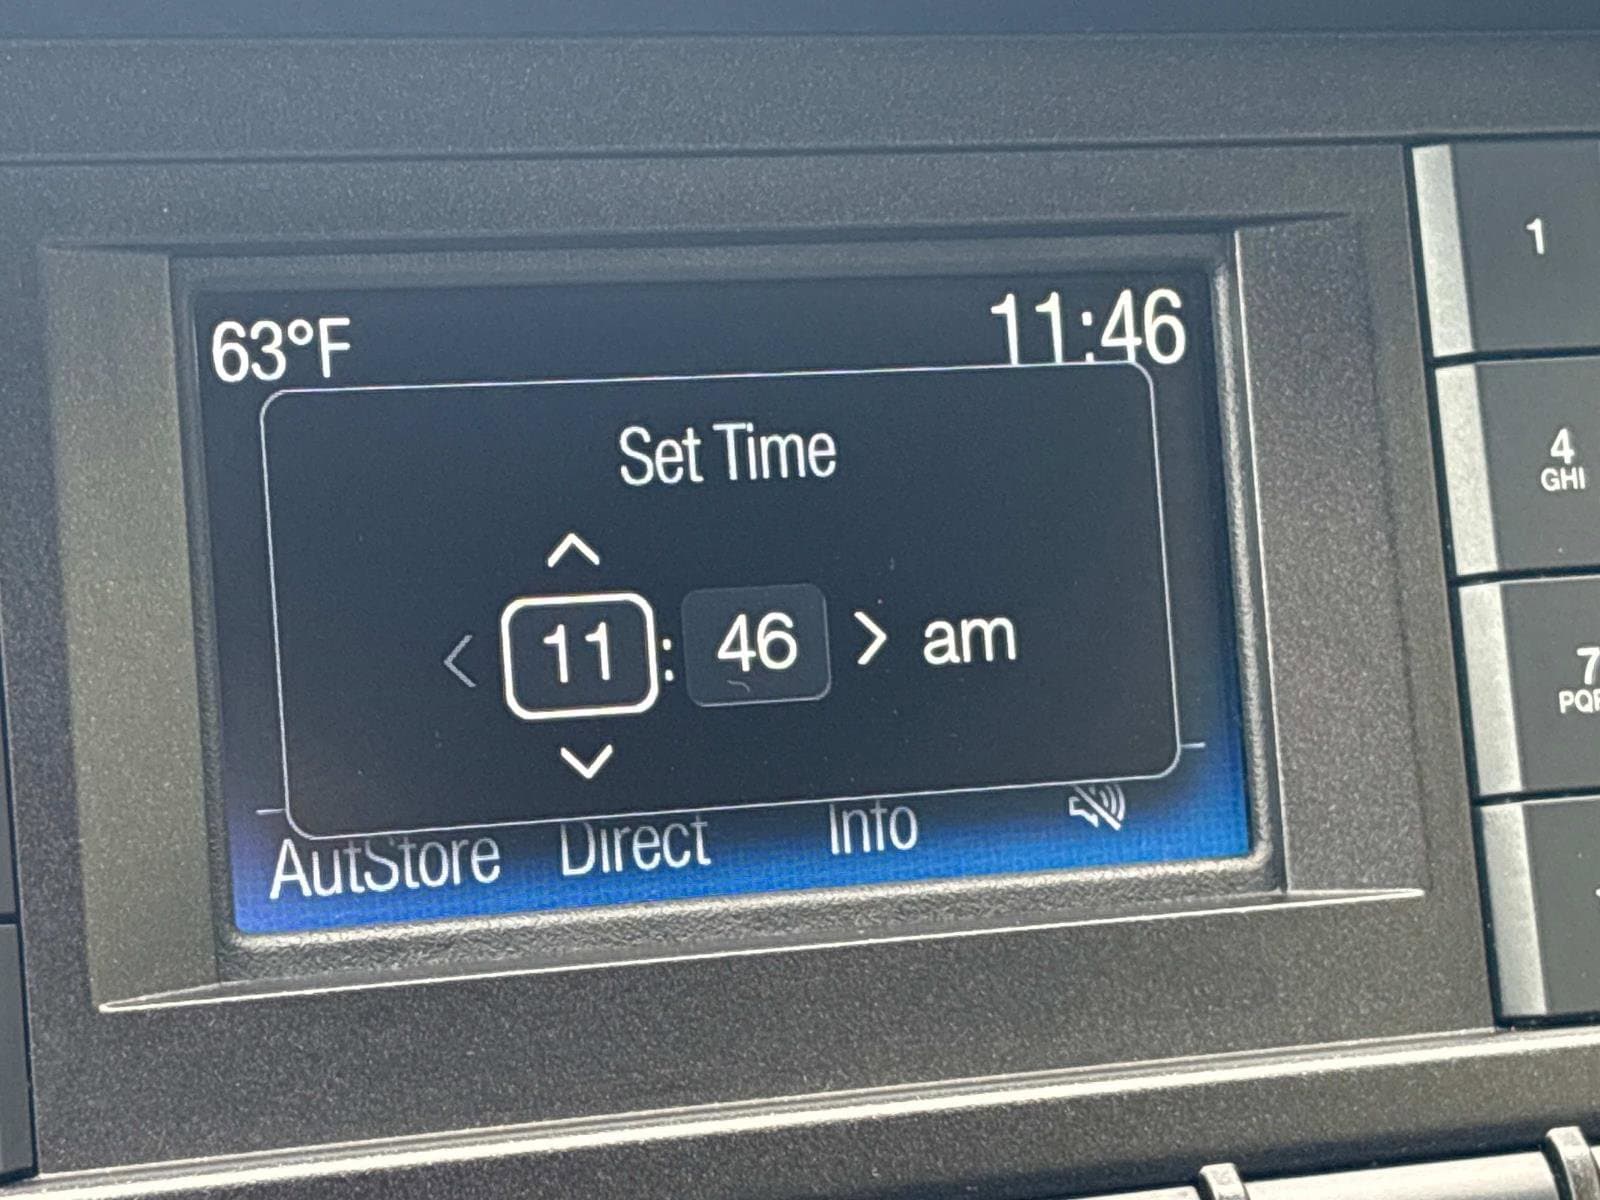 63°F 11:46
Set Time
< 11 : 46 > am
AutStore Direct Info
1
4
GHI
7